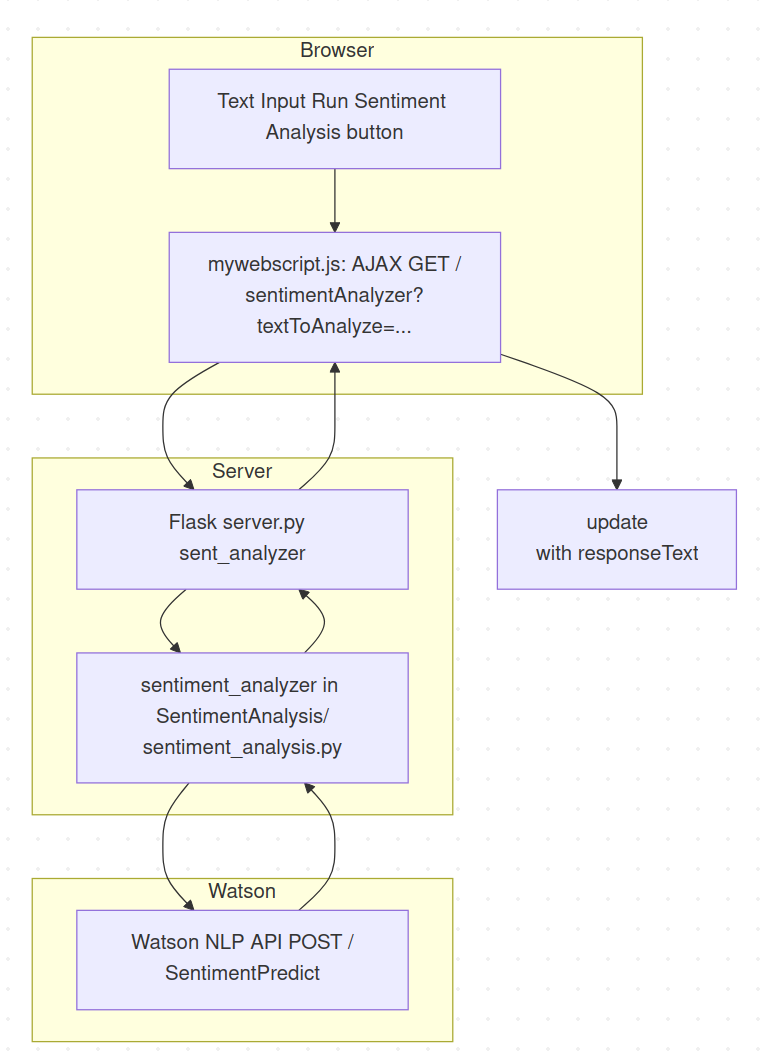 Browser
Text Input Run Sentiment
Analysis button
mywebscript.js: AJAX GET /
sentimentAnalyzer?
textToAnalyze=...
Server
Flask server.py
sent_analyzer
update
with responseText
sentiment_analyzer in
SentimentAnalysis/
sentiment_analysis.py
Watson
Watson NLP API POST /
SentimentPredict